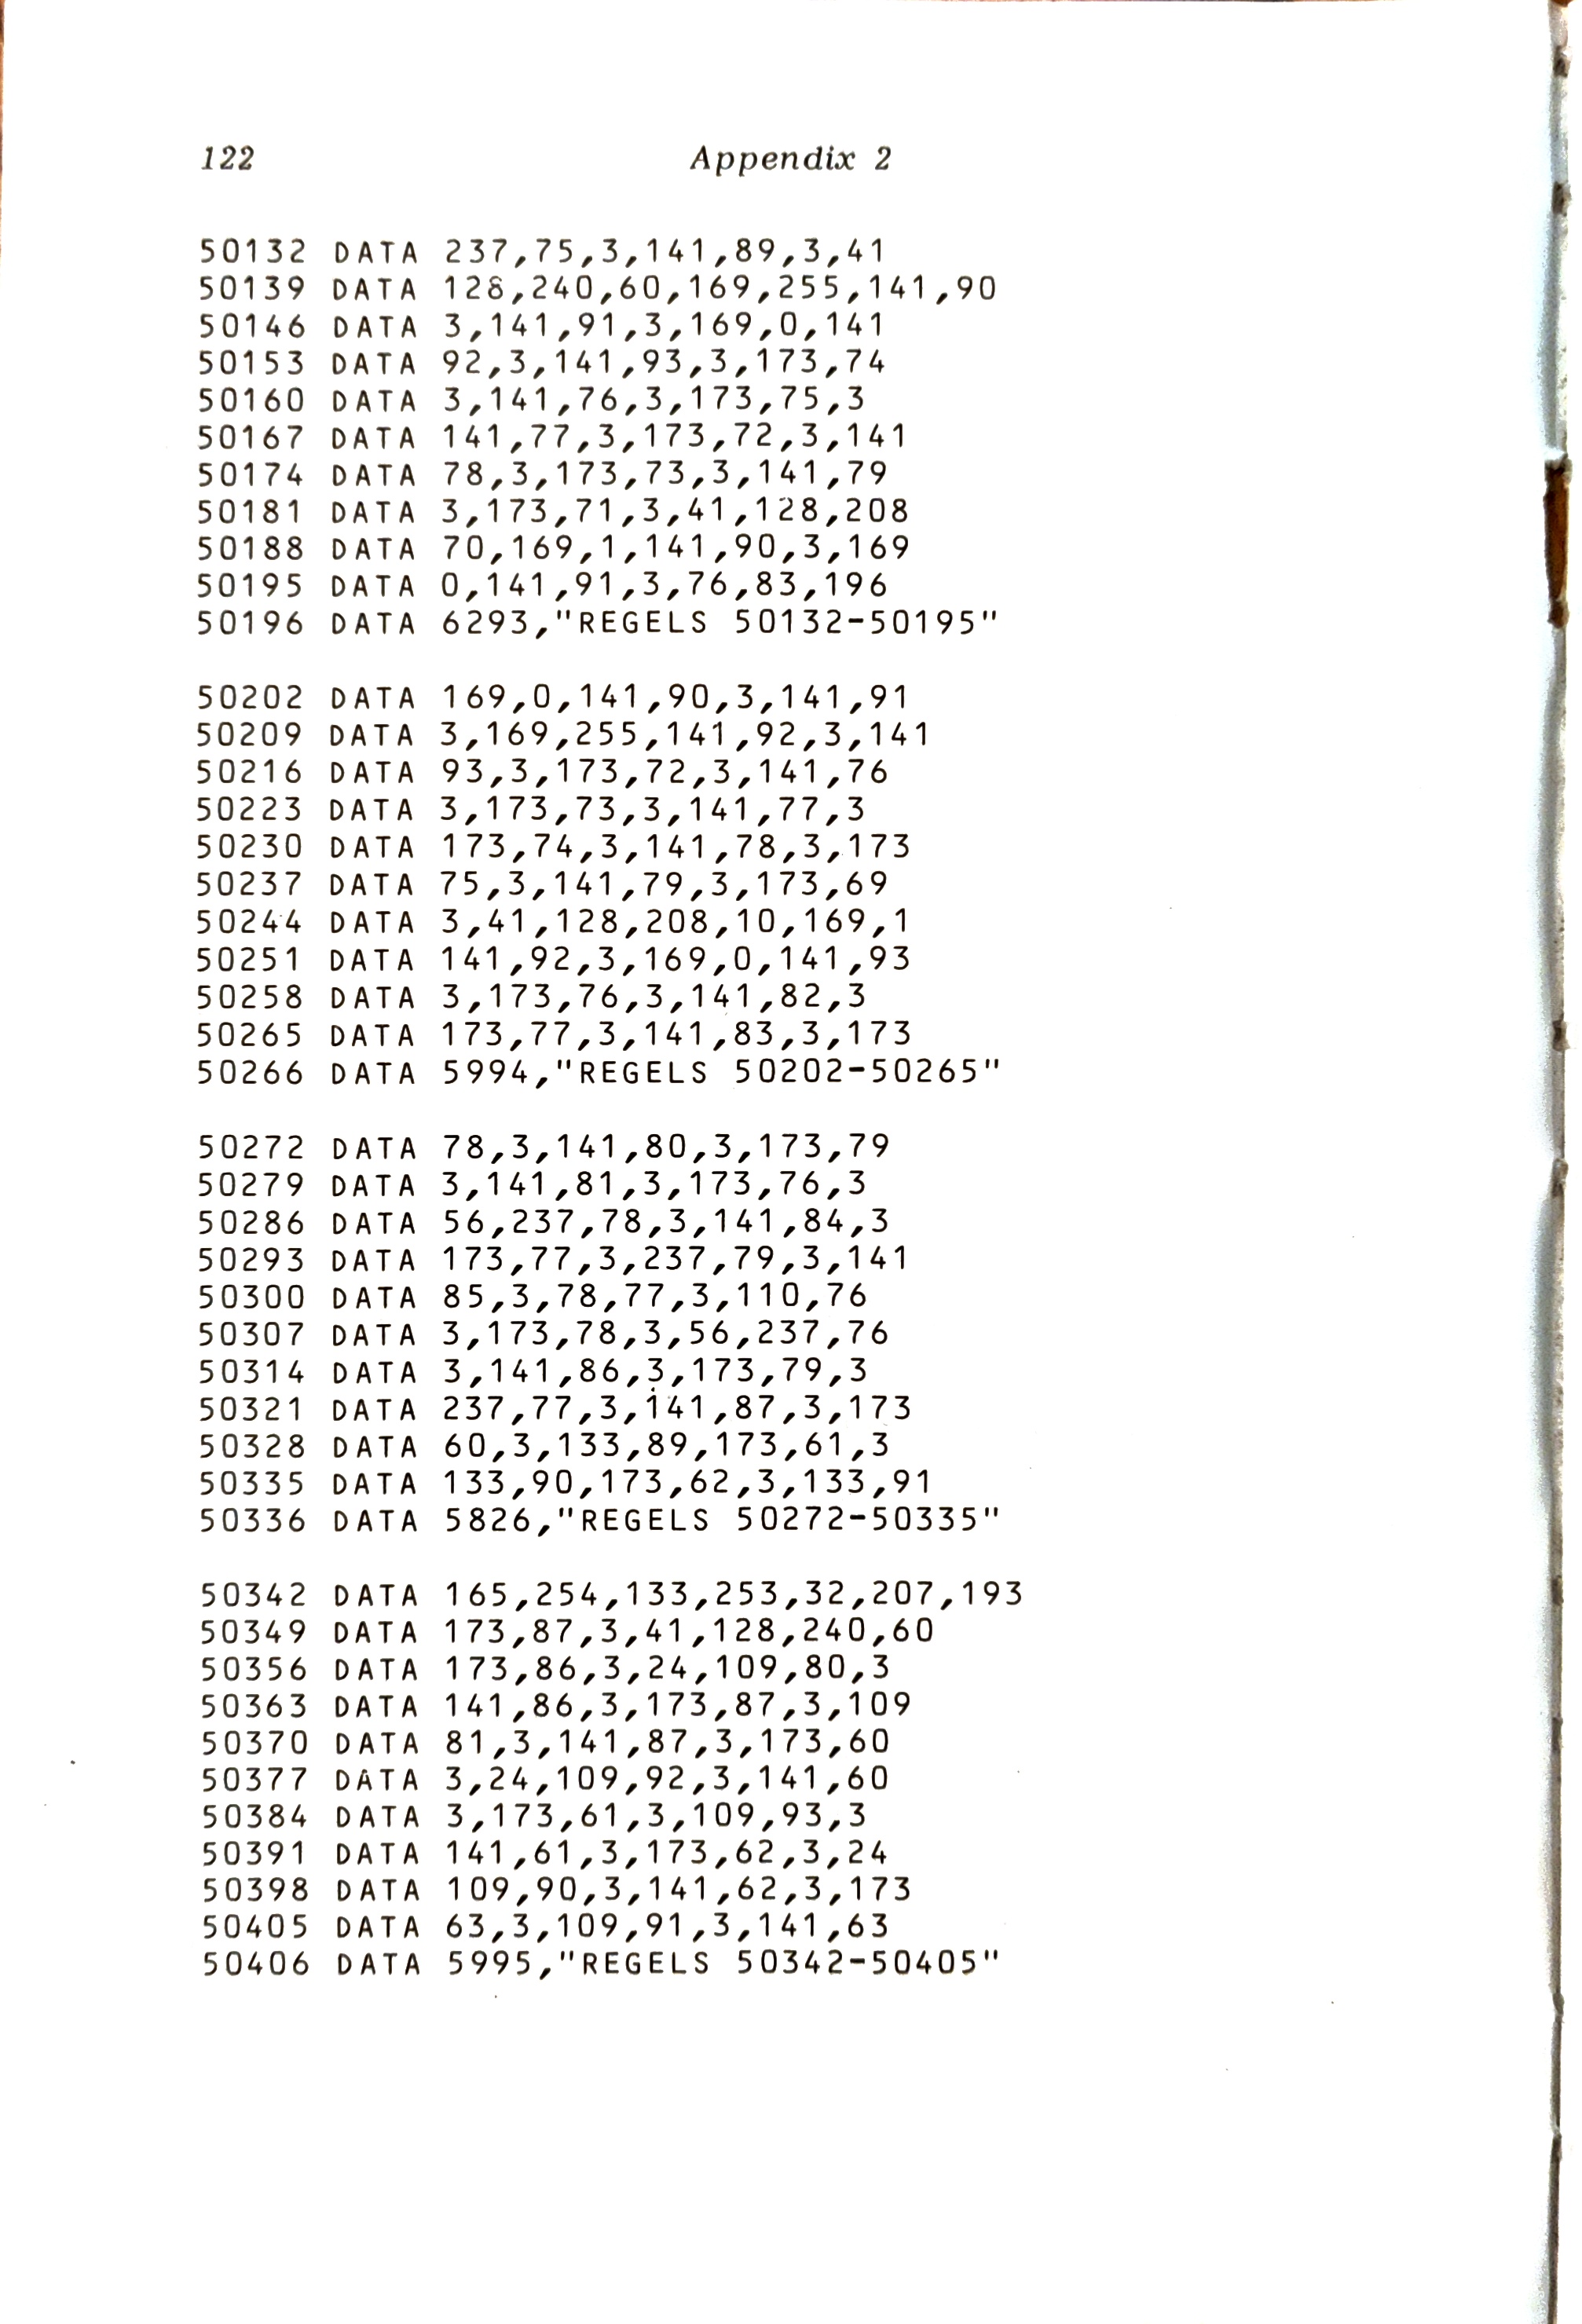 122 Appendix 2
50132 DATA 237,75,3,141,89,3,41
50139 DATA 128,240,60,169,255,141,90
50146 DATA 3,141,91,3,169,0,141
50153 DATA 92,3,141,93,3,173,74
50160 DATA 3,141,76,3,173,75,3
50167 DATA 141,77,3,173,72,3,141
50174 DATA 78,3,173,73,3,141,79
50181 DATA 3,173,71,3,41,128,208
50188 DATA 70,169,1,141,90,3,169
50195 DATA 0,141,91,3,76,83,196
50196 DATA 6293,"REGELS 50132-50195"
50202 DATA 169,0,141,90,3,141,91
50209 DATA 3,169,255,141,92,3,141
50216 DATA 93,3,173,72,3,141,76
50223 DATA 3,173,73,3,141,77,3
50230 DATA 173,74,3,141,78,3,173
50237 DATA 75,3,141,79,3,173,69
50244 DATA 3,41,128,208,10,169,1
50251 DATA 141,92,3,169,0,141,93
50258 DATA 3,173,76,3,141,82,3
50265 DATA 173,77,3,141,83,3,173
50266 DATA 5994,"REGELS 50202-50265"
50272 DATA 78,3,141,80,3,173,79
50279 DATA 3,141,81,3,173,76,3
50286 DATA 56,237,78,3,141,84,3
50293 DATA 173,77,3,237,79,3,141
50300 DATA 85,3,78,77,3,110,76
50307 DATA 3,173,78,3,56,237,76
50314 DATA 3,141,86,3,173,79,3
50321 DATA 237,77,3,141,87,3,173
50328 DATA 60,3,133,89,173,61,3
50335 DATA 133,90,173,62,3,133,91
50336 DATA 5826,"REGELS 50272-50335"
50342 DATA 165,254,133,253,32,207,193
50349 DATA 173,87,3,41,128,240,60
50356 DATA 173,86,3,24,109,80,3
50363 DATA 141,86,3,173,87,3,109
50370 DATA 81,3,141,87,3,173,60
50377 DATA 3,24,109,92,3,141,60
50384 DATA 3,173,61,3,109,93,3
50391 DATA 141,61,3,173,62,3,24
50398 DATA 109,90,3,141,62,3,173
50405 DATA 63,3,109,91,3,141,63
50406 DATA 5995,"REGELS 50342-50405"